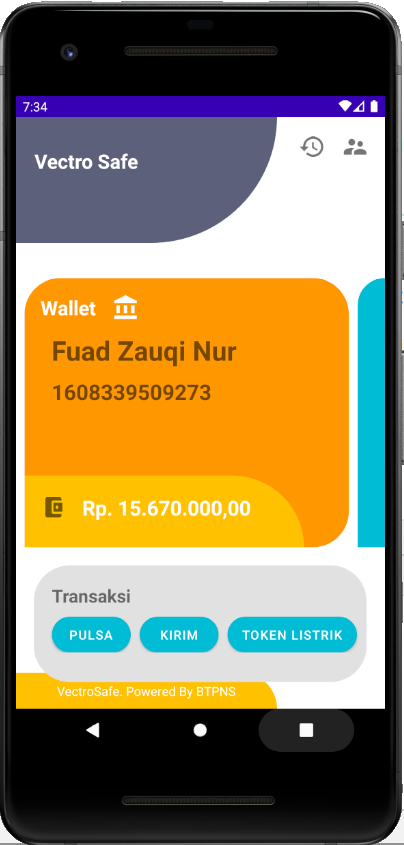 7:34
Vectro Safe
Wallet
Fuad Zauqi Nur
1608339509273
Rp. 15.670.000,00
Transaksi
PULSA KIRIM TOKEN LISTRIK
VectroSafe. Powered By BTPNS